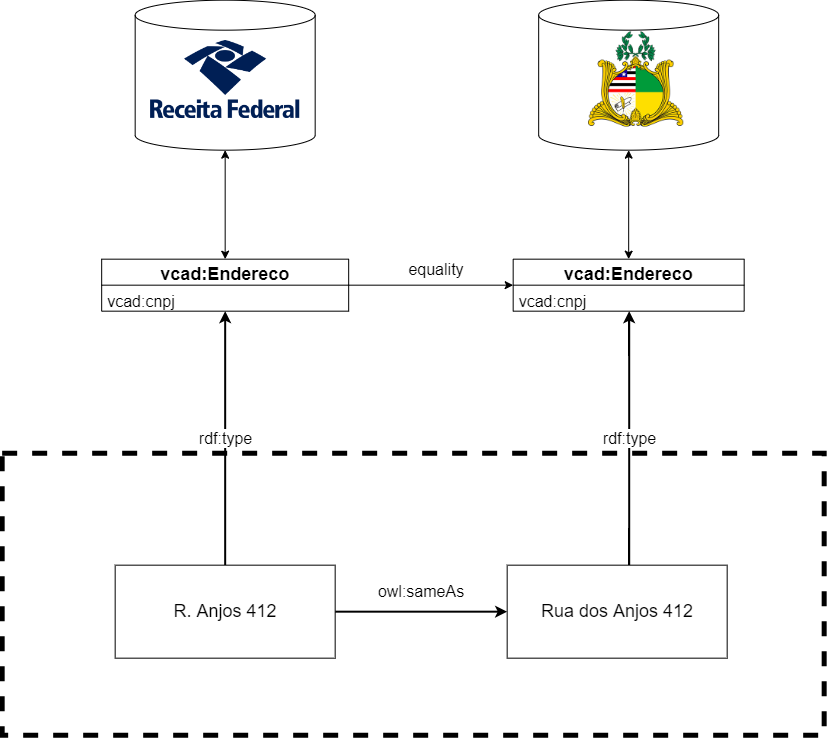 Receita Federal
vcad:Endereco
equality
vcad:Endereco
vcad:cnpj
vcad:cnpj
rdf:type
rdf:type
R. Anjos 412
owl:sameAs
Rua dos Anjos 412